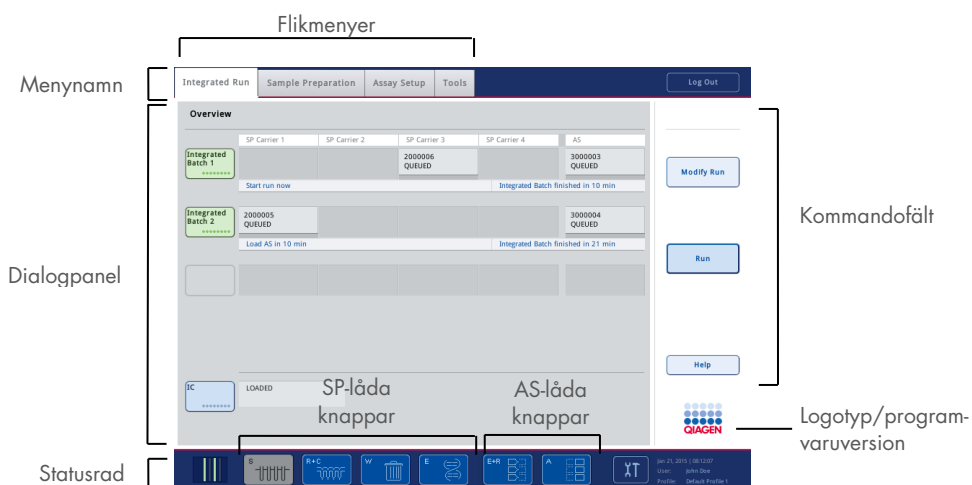 Flikmenyer
Menynamn
Integrated Run Sample Preparation Assay Setup Tools Log Out
Overview
SP Carrier 1 SP Carrier 2 SP Carrier 3 SP Carrier 4 AS
Integrated Batch 1
2000006 QUEUED
3000003 QUEUED
Modify Run
Start run now Integrated Batch finished in 10 min
Kommandofält
Integrated Batch 2
2000005 QUEUED
3000004 QUEUED
Load AS in 10 min Integrated Batch finished in 21 min
Run
Dialogpanel
Help
IC LOADED
SP-låda knappar
AS-låda knappar
QIAGEN
Logotyp/program-
varuversion
Statusrad
S R+C W E E+R A
Jan 21, 2015 | 08:12:07
User: John Doe
Profile: Default Profile 1